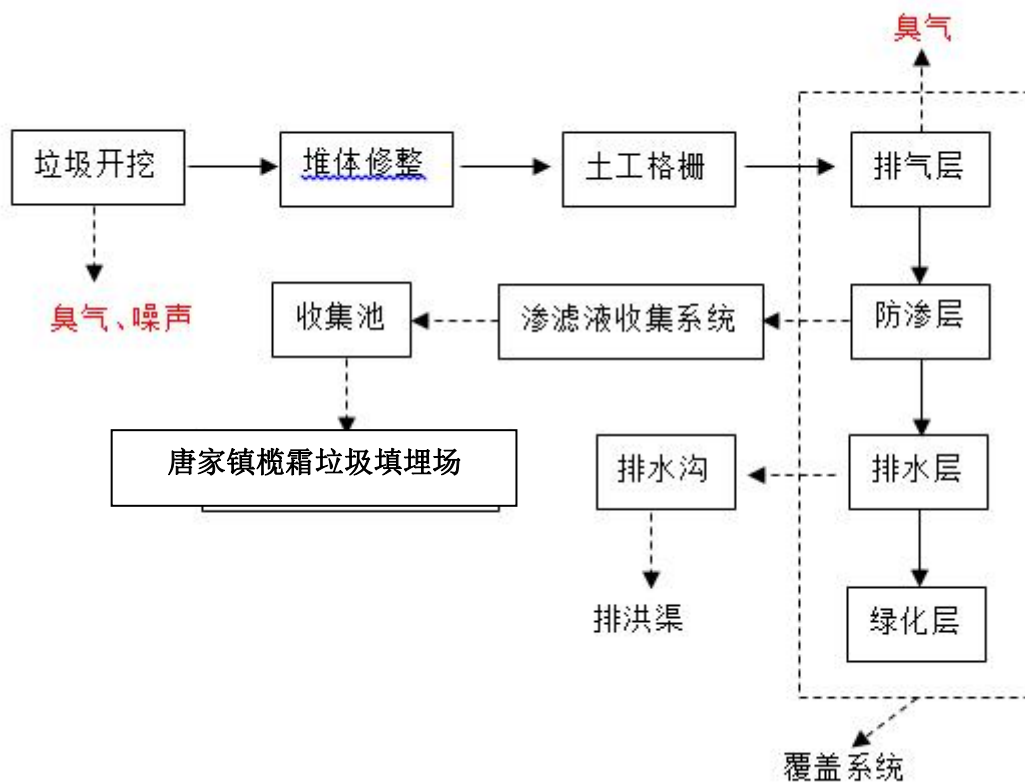 臭气
垃圾开挖
堆体修整
土工格栅
排气层
臭气、噪声
收集池
渗滤液收集系统
防渗层
唐家镇榄霜垃圾填埋场
排水沟
排水层
排洪渠
绿化层
覆盖系统